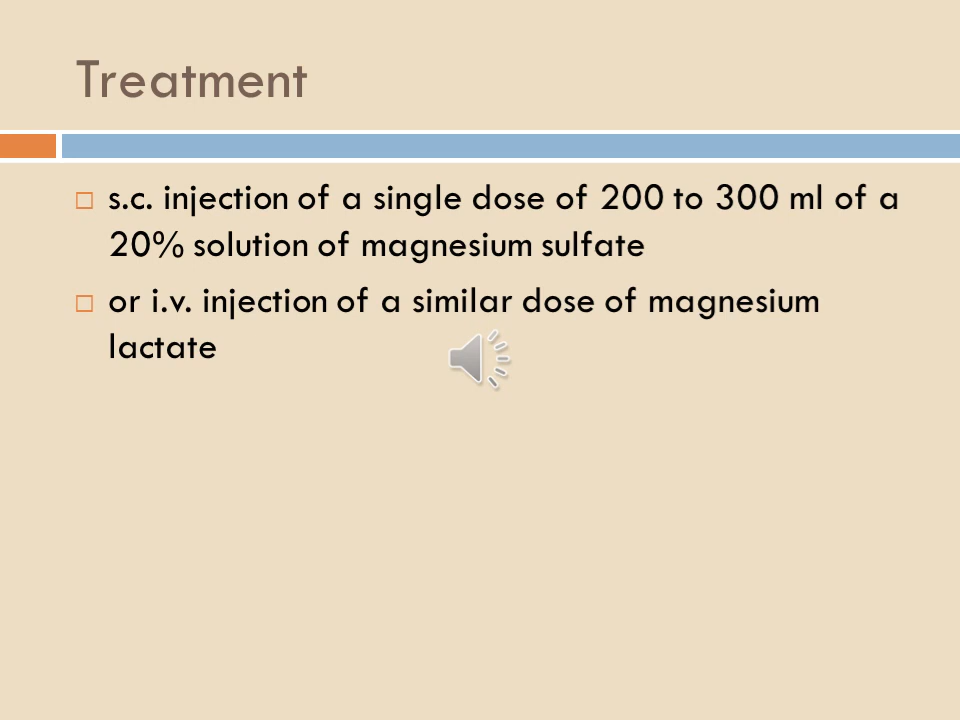 Treatment
s.c. injection of a single dose of 200 to 300 ml of a
20% solution of magnesium sulfate
or i.v. injection of a similar dose of magnesium
lactate